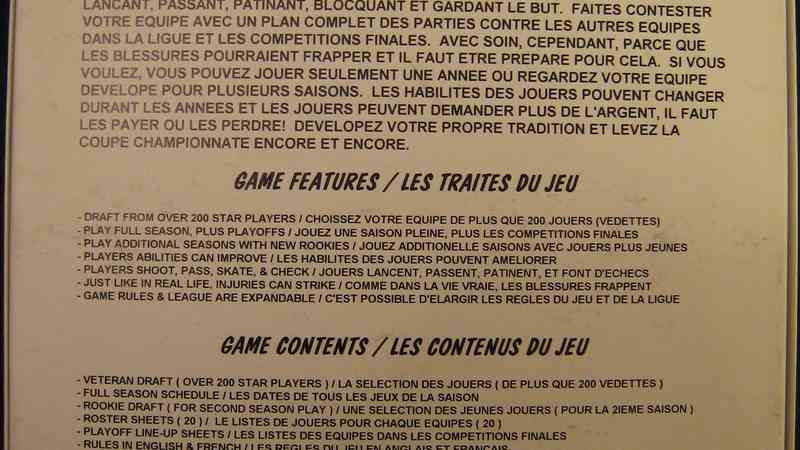 LANCANT, PASSANT, PATINANT, BLOCQUANT ET GARDANT LE BUT. FAITES CONTESTER
VOTRE EQUIPE AVEC UN PLAN COMPLET DES PARTIES CONTRE LES AUTRES EQUIPES
DANS LA LIGUE ET LES COMPETITIONS FINALES. AVEC SOIN, CEPENDANT, PARCE QUE
LES BLESSURES POURRAIENT FRAPPER ET IL FAUT ETRE PREPARE POUR CELA. SI VOUS
VOULEZ, VOUS POUVEZ JOUER SEULEMENT UNE ANNEE OU REGARDEZ VOTRE EQUIPE
DEVELOPE POUR PLUSIEURS SAISONS. LES HABILITES DES JOUERS POUVENT CHANGER
DURANT LES ANNEES ET LES JOUERS PEUVENT DEMANDER PLUS DE L'ARGENT, IL FAUT
LES PAYER OU LES PERDRE! DEVELOPEZ VOTRE PROPRE TRADITION ET LEVEZ LA
COUPE CHAMPIONNATE ENCORE ET ENCORE.
GAME FEATURES / LES TRAITES DU JEU
- DRAFT FROM OVER 200 STAR PLAYERS / CHOISSEZ VOTRE EQUIPE DE PLUS QUE 200 JOUERS (VEDETTES)
- PLAY FULL SEASON, PLUS PLAYOFFS / JOUEZ UNE SAISON PLEINE, PLUS LES COMPETITIONS FINALES
- PLAY ADDITIONAL SEASONS WITH NEW ROOKIES / JOUEZ ADDITIONELLE SAISONS AVEC JOUERS PLUS JEUNES
- PLAYERS ABILITIES CAN IMPROVE / LES HABILITES DES JOUERS POUVENT AMELIORER
- PLAYERS SHOOT, PASS, SKATE, & CHECK / JOUERS LANCENT, PASSENT, PATINENT, ET FONT D'ECHECS
- JUST LIKE IN REAL LIFE, INJURIES CAN STRIKE / COMME DANS LA VIE VRAIE, LES BLESSURES FRAPPENT
- GAME RULES & LEAGUE ARE EXPANDABLE / C'EST POSSIBLE D'ELARGIR LES REGLES DU JEU ET DE LA LIGUE
GAME CONTENTS / LES CONTENUS DU JEU
- VETERAN DRAFT ( OVER 200 STAR PLAYERS ) / LA SELECTION DES JOUERS ( DE PLUS QUE 200 VEDETTES )
- FULL SEASON SCHEDULE / LES DATES DE TOUS LES JEUX DE LA SAISON
- ROOKIE DRAFT ( FOR SECOND SEASON PLAY ) / UNE SELECTION DES JEUNES JOUERS ( POUR LA 2IEME SAISON )
- ROSTER SHEETS ( 20 ) / LE LISTES DE JOUERS POUR CHAQUE EQUIPES ( 20 )
- PLAYOFF LINE-UP SHEETS / LES LISTES DES EQUIPES DANS LES COMPETITIONS FINALES
- RULES IN ENGLISH & FRENCH / LES REGLES DU JEU EN ANGLAIS ET FRANCAIS